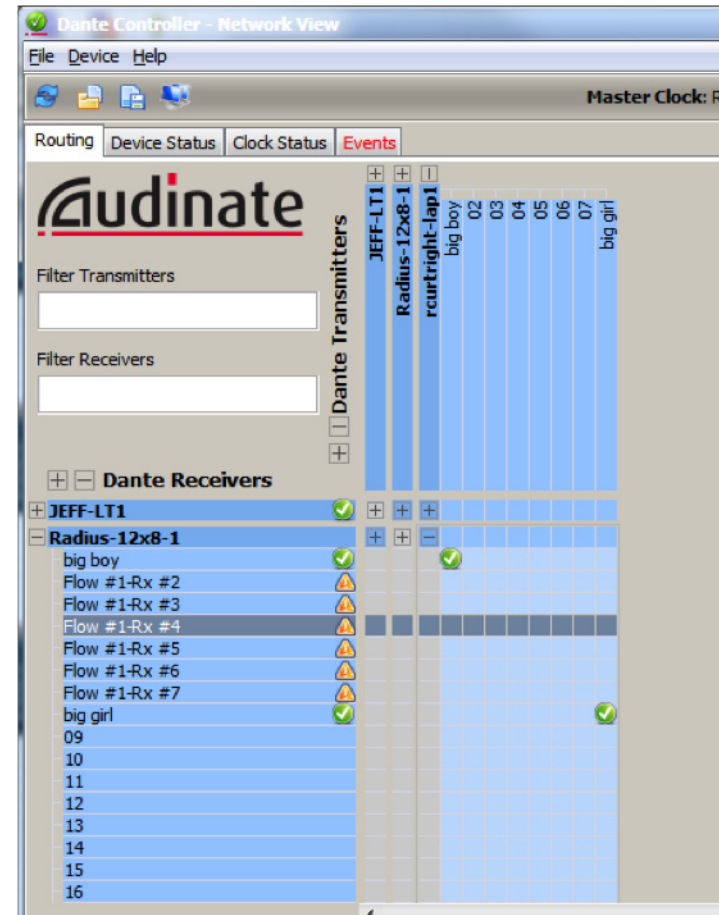 Dante Controller - Network View
File Device Help
Master Clock: R
Routing Device Status Clock Status Events
Audinate
Filter Transmitters
Filter Receivers
Dante Transmitters
JEFF-LT1
Radius-12x8-1
rcurtright-lap1
big boy
02
03
04
05
06
07
big girl
Dante Receivers
JEFF-LT1
Radius-12x8-1
big boy
Flow #1-Rx #2
Flow #1-Rx #3
Flow #1-Rx #4
Flow #1-Rx #5
Flow #1-Rx #6
Flow #1-Rx #7
big girl
09
10
11
12
13
14
15
16